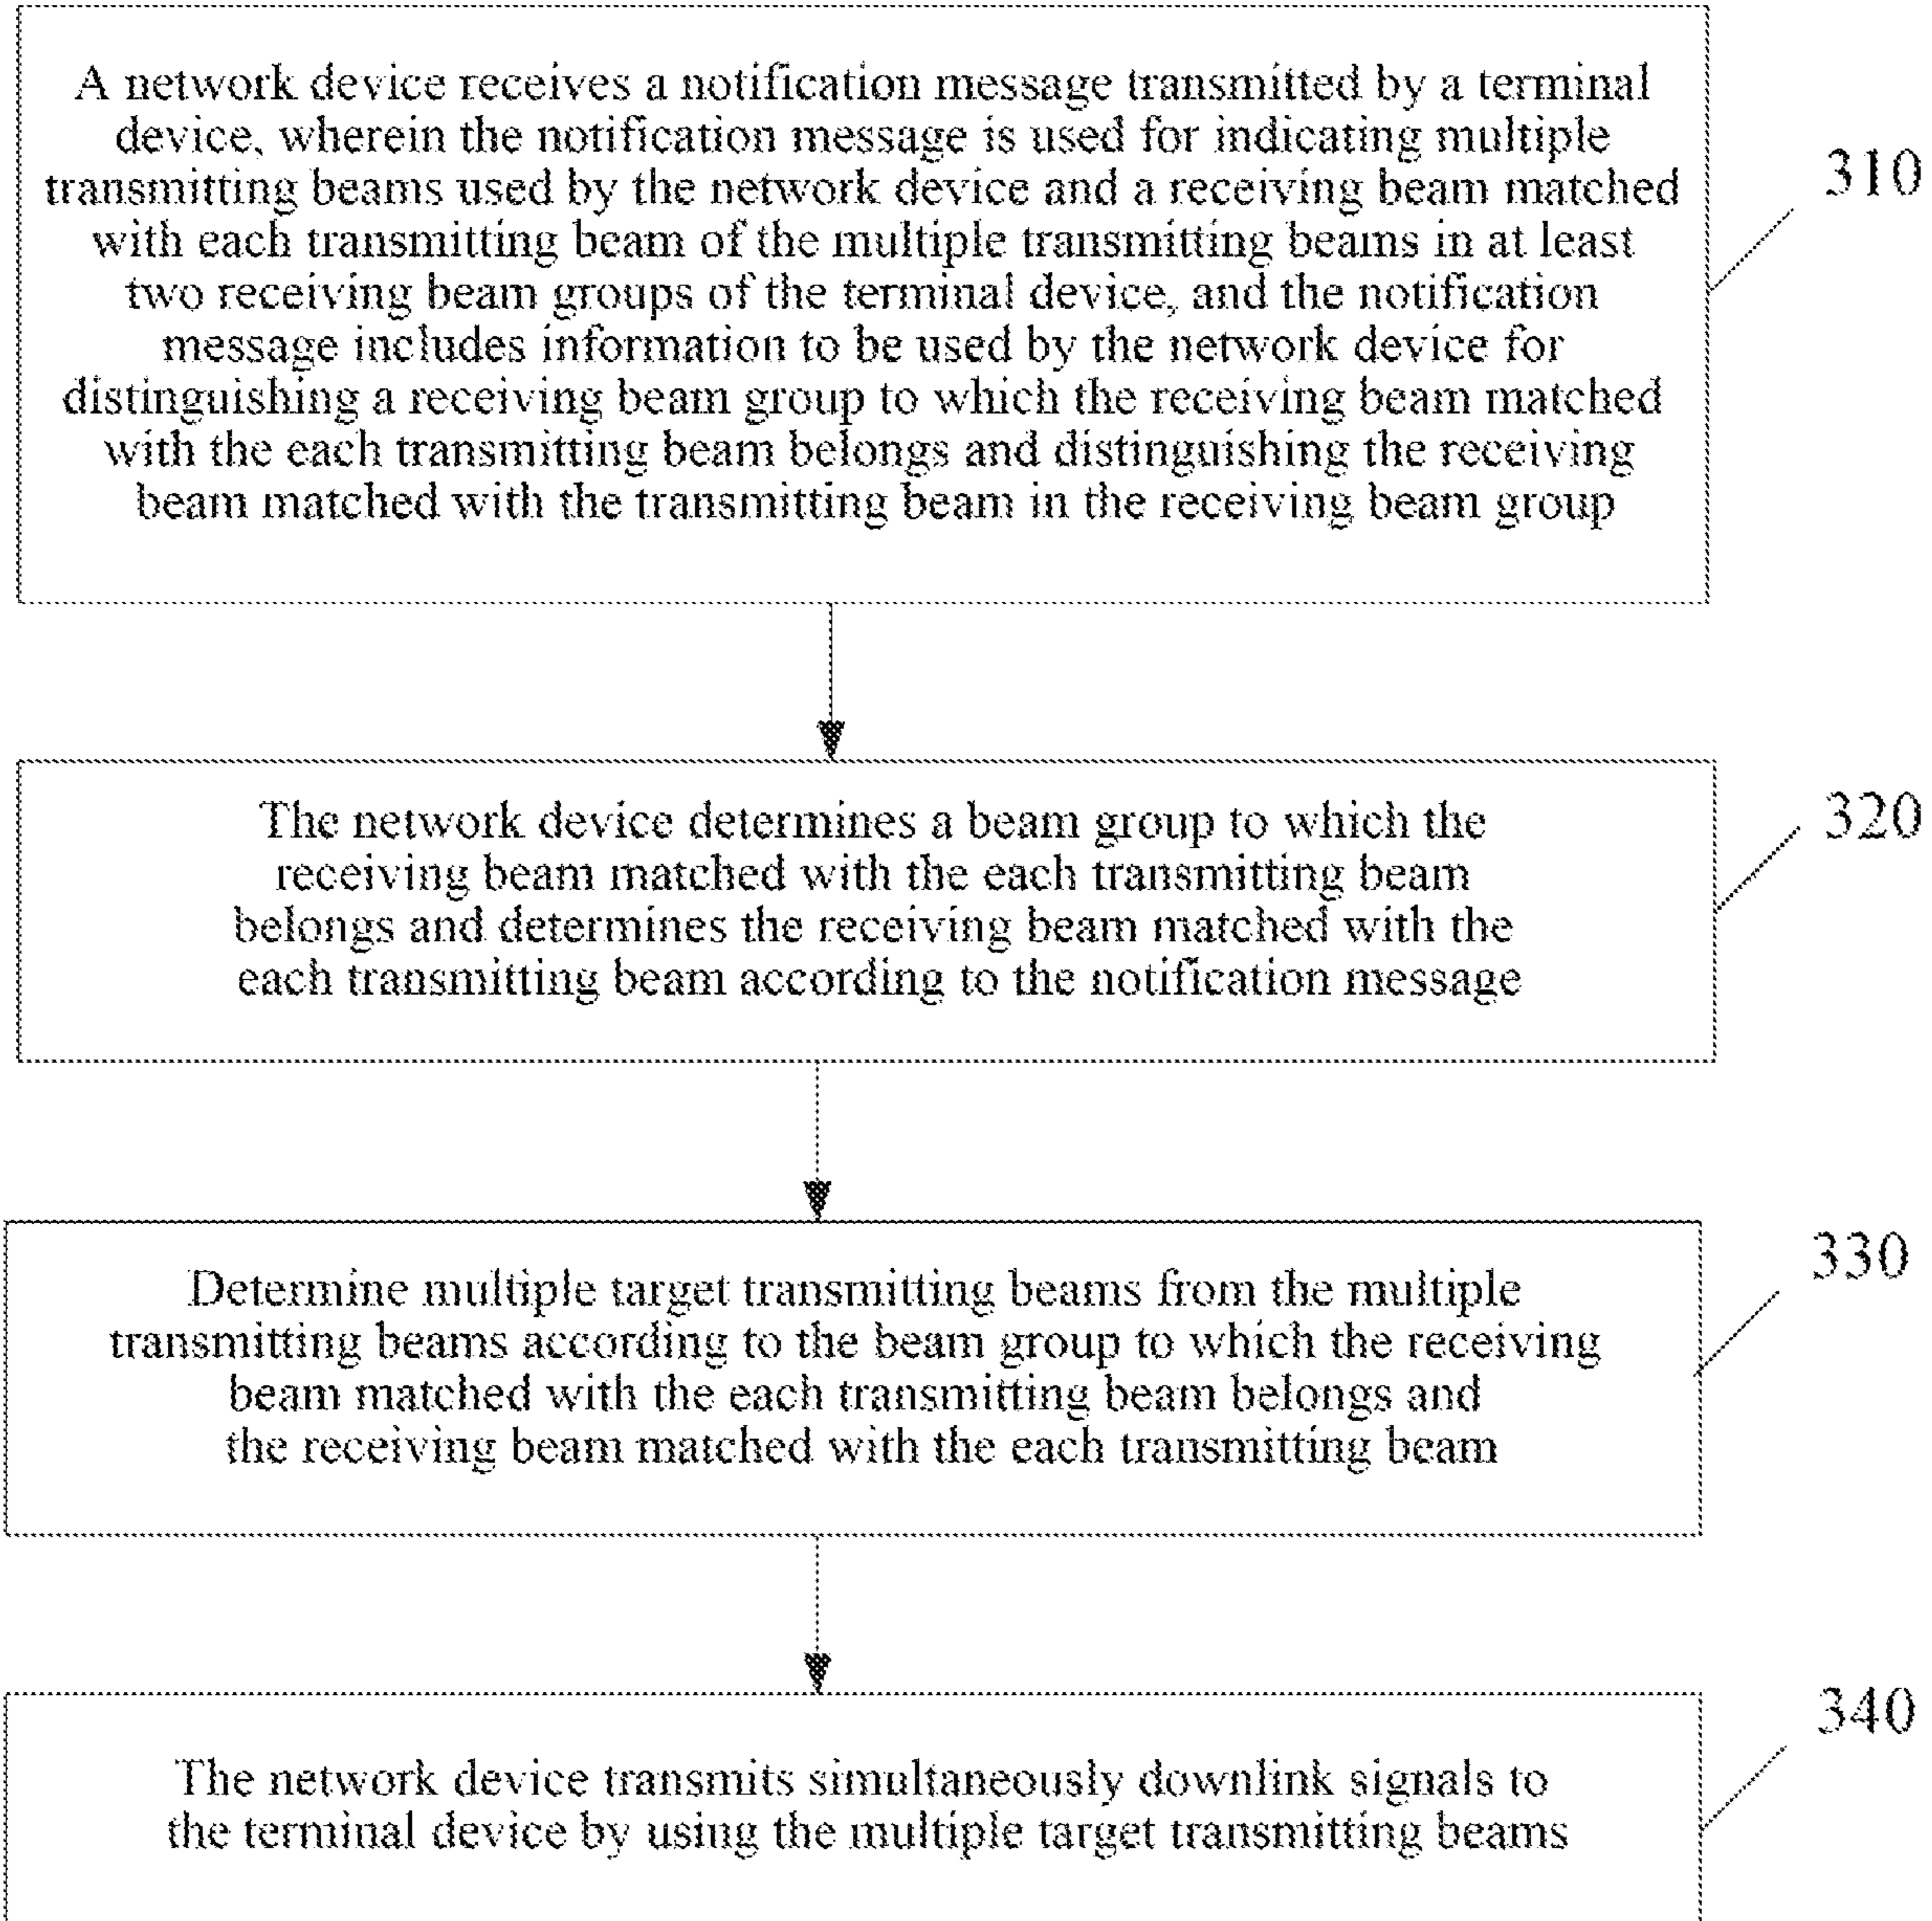 A network device receives a notification message transmitted by a terminal
device, wherein the notification message is used for indicating multiple
transmitting beams used by the network device and a receiving beam matched
with each transmitting beam of the multiple transmitting beams in at least
two receiving beam groups of the terminal device, and the notification
message includes information to be used by the network device for
distinguishing a receiving beam group to which the receiving beam matched
with the each transmitting beam belongs and distinguishing the receiving
beam matched with the transmitting beam in the receiving beam group
310
The network device determines a beam group to which the
receiving beam matched with the each transmitting beam
belongs and determines the receiving beam matched with the
each transmitting beam according to the notification message
320
Determine multiple target transmitting beams from the multiple
transmitting beams according to the beam group to which the receiving
beam matched with the each transmitting beam belongs and
the receiving beam matched with the each transmitting beam
330
The network device transmits simultaneously downlink signals to
the terminal device by using the multiple target transmitting beams
340